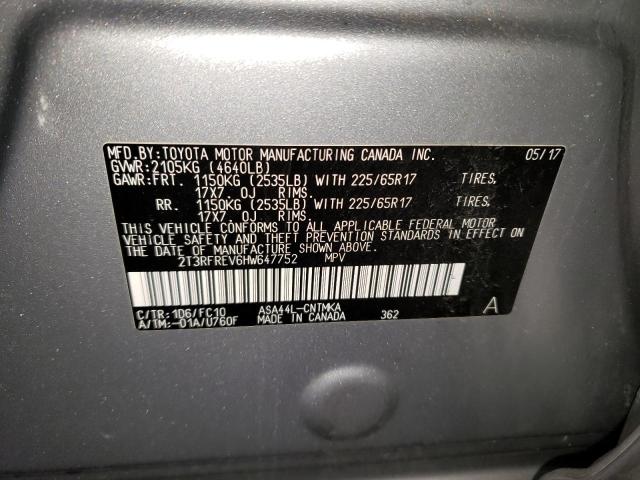 MFD.BY:TOYOTA MOTOR MANUFACTURING CANADA INC. 05/17
GVWR:2105KG (4640LB)
GAWR:FRT. 1150KG (2535LB) WITH 225/65R17 TIRES,
17X7 0J RIMS.
RR. 1150KG (2535LB) WITH 225/65R17 TIRES,
17X7 0J RIMS.
THIS VEHICLE CONFORMS TO ALL APPLICABLE FEDERAL MOTOR
VEHICLE SAFETY AND THEFT PREVENTION STANDARDS IN EFFECT ON
THE DATE OF MANUFACTURE SHOWN ABOVE.
2T3RFREV6HW647752 MPV
C/TR:1D6/FC10 ASA44L-CNTMKA 362 A
A/TM:-01A/U760F MADE IN CANADA